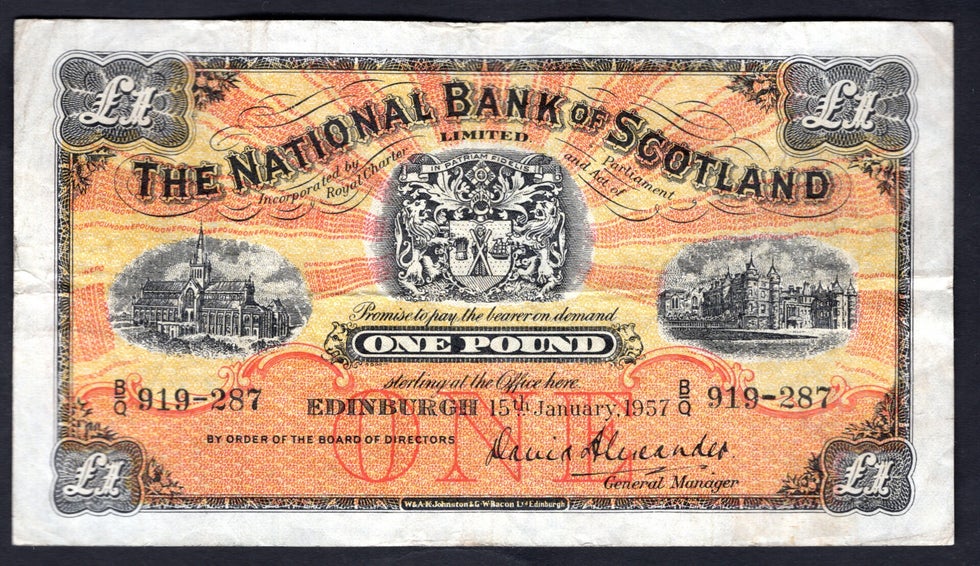 £1 £1
THE NATIONAL BANK OF SCOTLAND
LIMITED
Incorporated by Royal Charter
and Act of Parliament
IN PATRIAM FIDELIS
Promise to pay the bearer on demand
ONE POUND
sterling at the Office here
B/Q 919-287 B/Q 919-287
EDINBURGH 15th January, 1957
BY ORDER OF THE BOARD OF DIRECTORS
David Alexander
General Manager
ONE
£1 £1
W. & A. K. Johnston & G. W. Bacon Ltd Edinburgh